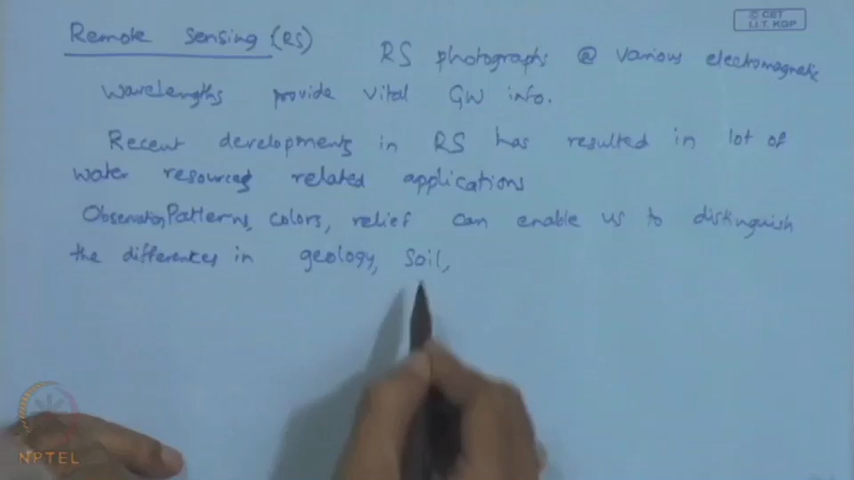 © CET
I.I.T. KGP
Remote Sensing (RS)
RS photographs @ various electromagnetic
wavelengths provide vital GW info.
Recent developments in RS has resulted in lot of
water resources related applications
Observation Patterns, colors, relief can enable us to distinguish
the differences in geology, soil,
NPTEL